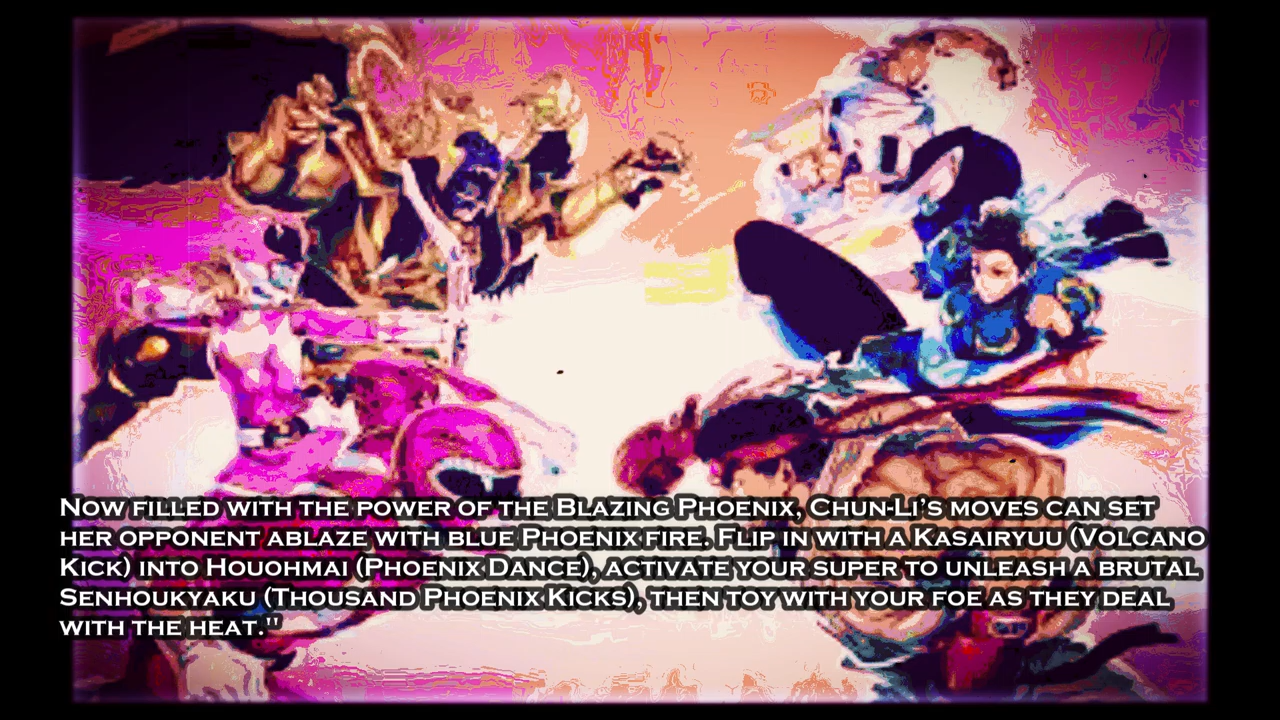 Now filled with the power of the Blazing Phoenix, Chun-Li's moves can set
her opponent ablaze with blue Phoenix fire. Flip in with a Kasairyuu (Volcano
Kick) into Houohmai (Phoenix Dance), activate your super to unleash a brutal
Senhoukyaku (Thousand Phoenix Kicks), then toy with your foe as they deal
with the heat."